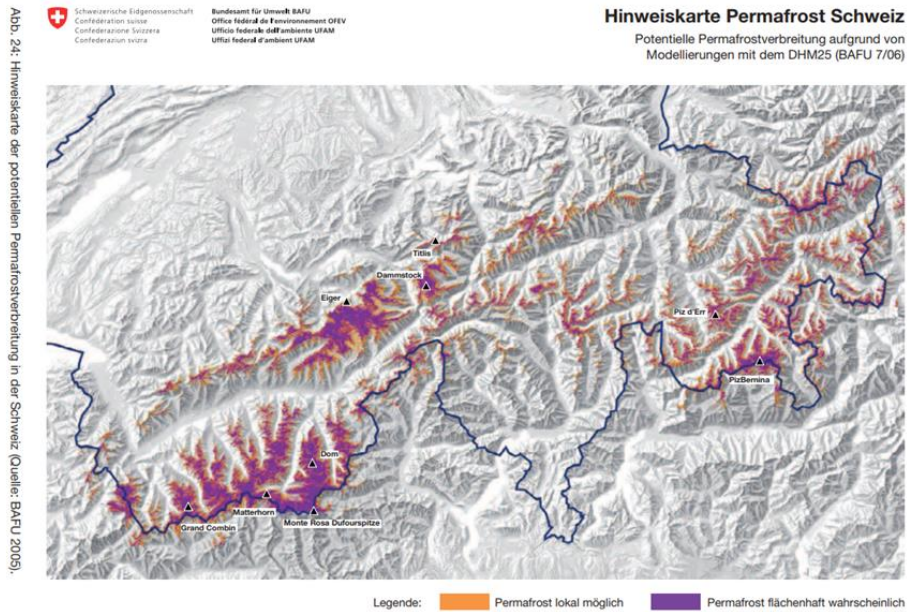 Schweizerische Eidgenossenschaft
Confédération suisse
Confederazione Svizzera
Confederaziun svizra
Bundesamt für Umwelt BAFU
Office fédéral de l'environnement OFEV
Ufficio federale dell'ambiente UFAM
Uffizi federal d'ambient UFAM
Hinweiskarte Permafrost Schweiz
Potentielle Permafrostverbreitung aufgrund von
Modellierungen mit dem DHM25 (BAFU 7/06)
Abb. 24: Hinweiskarte der potentiellen Permafrostverbreitung in der Schweiz (Quelle: BAFU 2005).
Titlis
Dammstock
Eiger
Piz d'Err
PizBernina
Dom
Matterhorn
Grand Combin
Monte Rosa Dufourspitze
Legende:
Permafrost lokal möglich
Permafrost flächenhaft wahrscheinlich